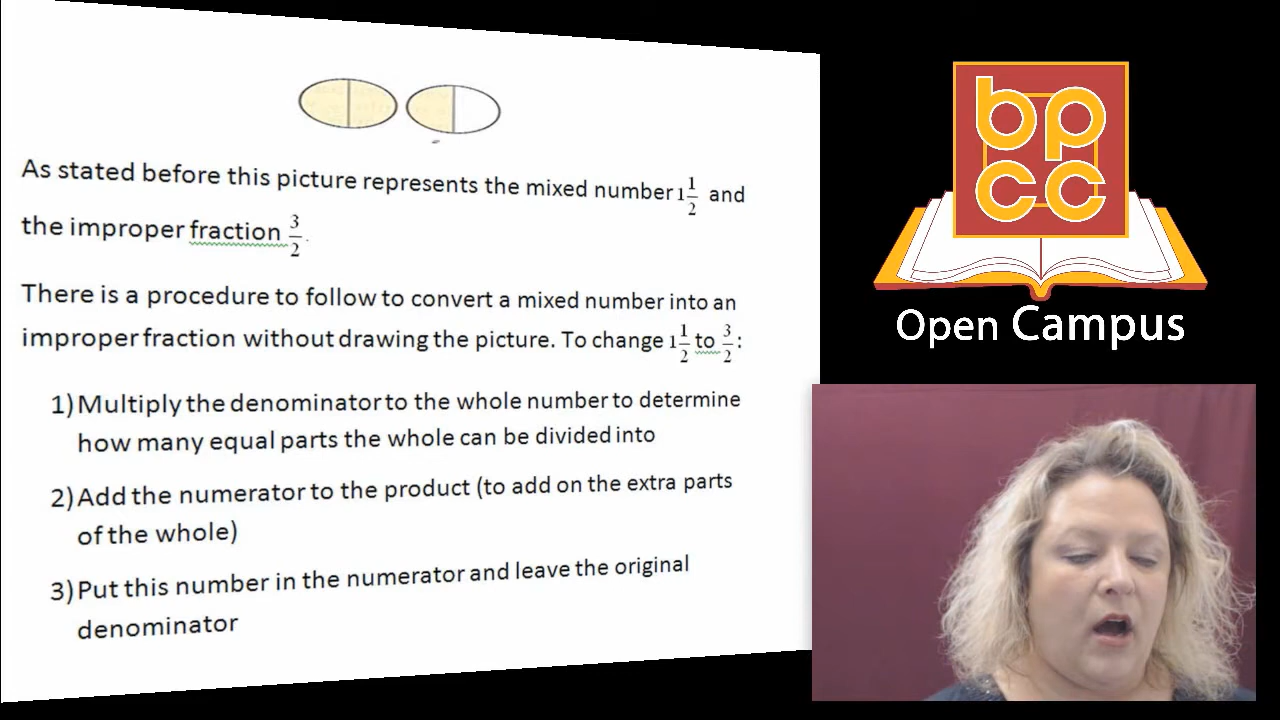 As stated before this picture represents the mixed number 1 1/2 and
the improper fraction 3/2.
There is a procedure to follow to convert a mixed number into an
improper fraction without drawing the picture. To change 1 1/2 to 3/2:
1) Multiply the denominator to the whole number to determine
how many equal parts the whole can be divided into
2) Add the numerator to the product (to add on the extra parts
of the whole)
3) Put this number in the numerator and leave the original
denominator
bp
cc
Open Campus